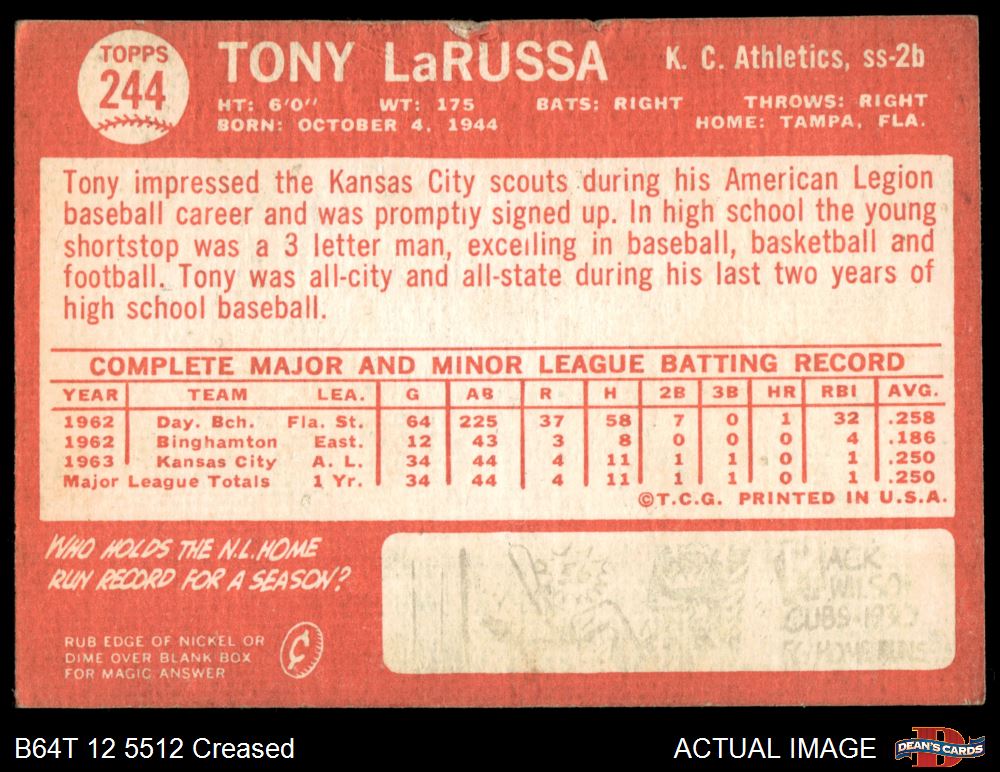 TOPPS
244
TONY LaRUSSA
K. C. Athletics, ss-2b
HT: 6'0" WT: 175 BATS: RIGHT THROWS: RIGHT
BORN: OCTOBER 4, 1944 HOME: TAMPA, FLA.
Tony impressed the Kansas City scouts during his American Legion
baseball career and was promptly signed up. In high school the young
shortstop was a 3 letter man, excelling in baseball, basketball and
football. Tony was all-city and all-state during his last two years of
high school baseball.
COMPLETE MAJOR AND MINOR LEAGUE BATTING RECORD
YEAR TEAM LEA. G AB R H 2B 3B HR RBI AVG.
1962 Day. Bch. Fla. St. 64 225 37 58 7 0 1 32 .258
1962 Binghamton East. 12 43 3 8 0 0 0 4 .186
1963 Kansas City A. L. 34 44 4 11 1 1 0 1 .250
Major League Totals 1 Yr. 34 44 4 11 1 1 0 1 .250
©T.C.G. PRINTED IN U.S.A.
WHO HOLDS THE N.L. HOME
RUN RECORD FOR A SEASON?
RUB EDGE OF NICKEL OR
DIME OVER BLANK BOX
FOR MAGIC ANSWER
¢
JACK
WILSO
CUBS-19
B64T 12 5512 Creased
ACTUAL IMAGE
DEAN'S CARDS